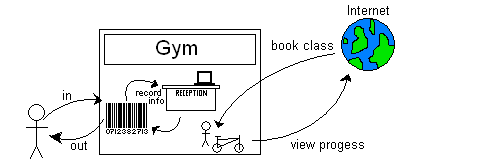 Internet
Gym
book class
in
record
info
RECEPTION
0712382713
out
view progess